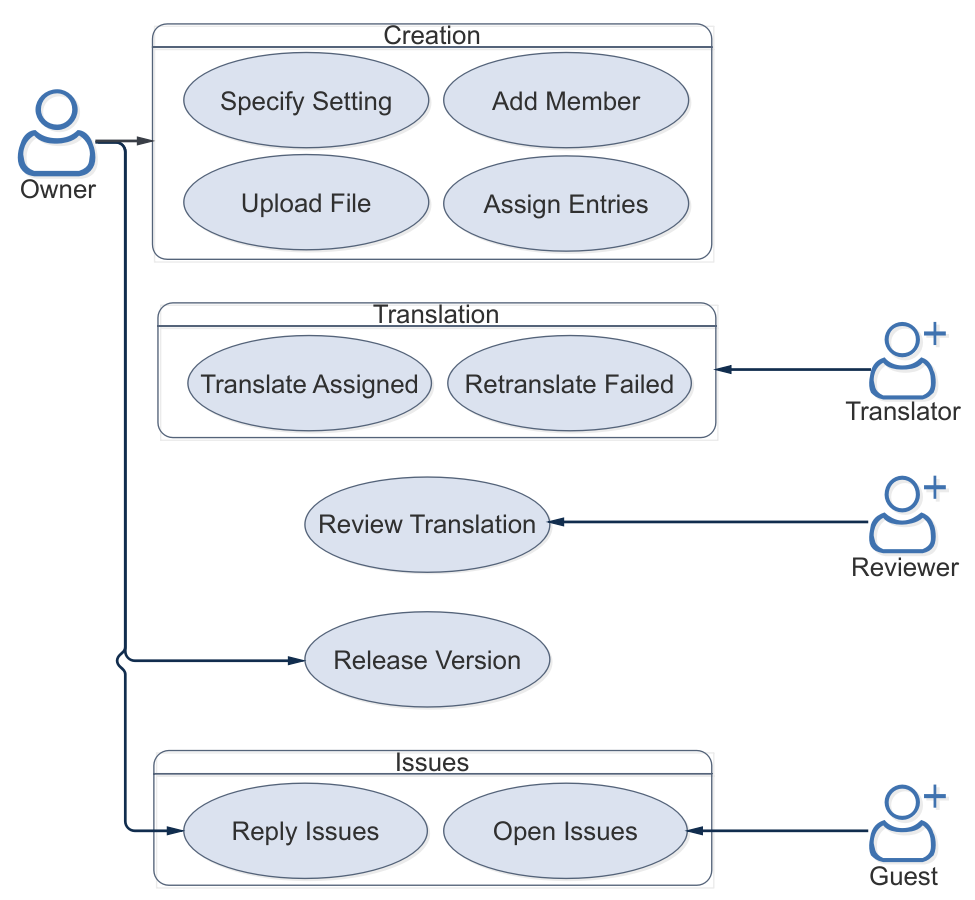 Creation
Specify Setting
Add Member
Owner
Upload File
Assign Entries
Translation
Translate Assigned
Retranslate Failed
Translator
Review Translation
Reviewer
Release Version
Issues
Reply Issues
Open Issues
Guest